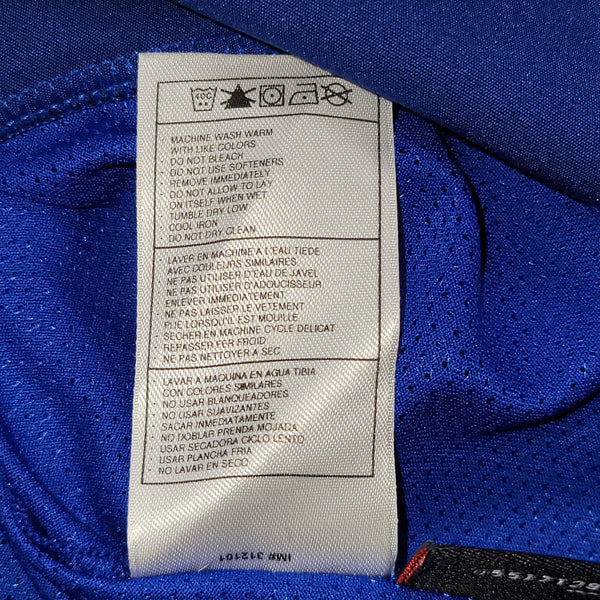 40C
MACHINE WASH WARM
WITH LIKE COLORS
· DO NOT BLEACH
· DO NOT USE SOFTENERS
· REMOVE IMMEDIATELY
· DO NOT ALLOW TO LAY
ON ITSELF WHEN WET
· TUMBLE DRY LOW
· COOL IRON
· DO NOT DRY CLEAN
LAVER EN MACHINE A L'EAU TIEDE
AVEC COULEURS SIMILAIRES
· NE PAS UTILISER D'EAU DE JAVEL
· NE PAS UTILISER D'ADOUCISSEUR
· ENLEVER IMMEDIATEMENT
· NE PAS LAISSER LE VETEMENT
PLIE LORSQU'IL EST MOUILLE
· SECHER EN MACHINE CYCLE DELICAT
· REPASSER FER FROID
· NE PAS NETTOYER A SEC
LAVAR A MAQUINA EN AGUA TIBIA
CON COLORES SIMILARES
· NO USAR BLANQUEADORES
· NO USAR SUAVIZANTES
· SACAR INMEDIATAMENTE
· NO DOBLAR PRENDA MOJADA
· USAR SECADORA CICLO LENTO
· USAR PLANCHA FRIA
· NO LAVAR EN SECO
IM# 312101